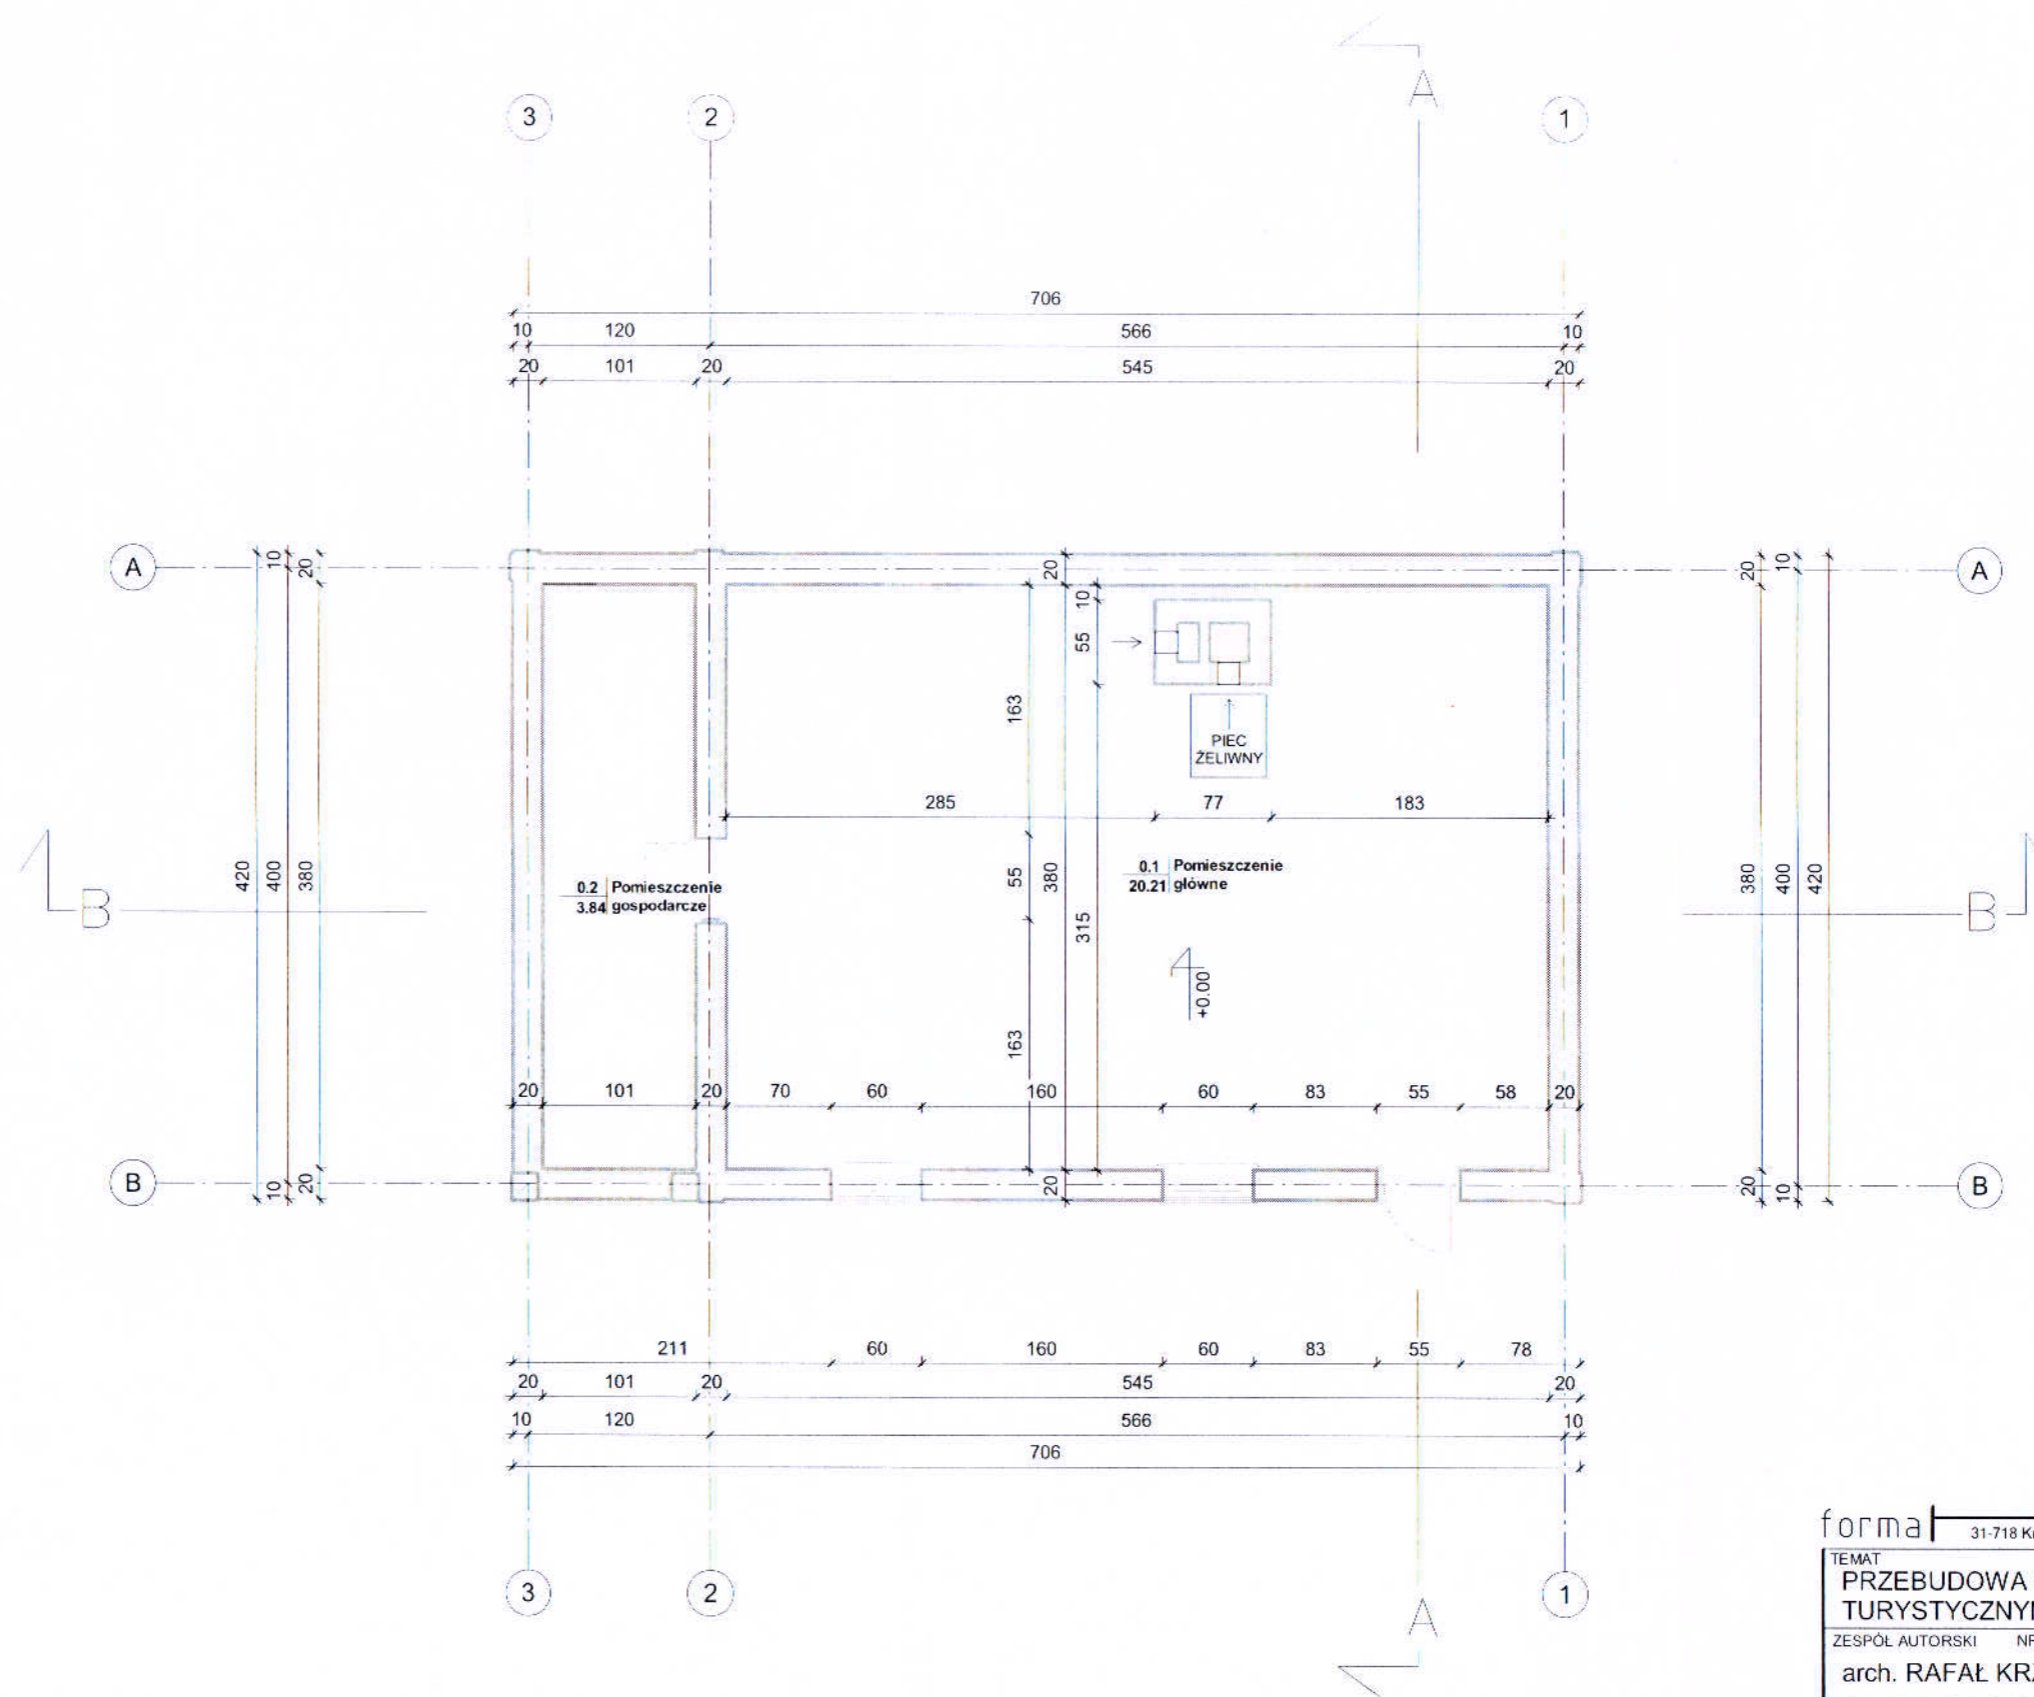 A
3 2 1
706
10 120 566 10
20 101 20 545 20
A 10 20 20 20 10 A
10
55
163
PIEC
ŻELIWNY
285 77 183
420 400 380 55 380 315 380 400 420
0.2 Pomieszczenie
3.84 gospodarcze
0.1 Pomieszczenie
20.21 główne
B B
+0.00
163
20 101 20 70 60 160 60 83 55 58 20
B 10 20 20 20 10 B
211 60 160 60 83 55 78
20 101 20 545 20
10 120 566 10
706
3 2 1
A
forma 31-718
TEMAT
PRZEBUDOWA
TURYSTYCZNY
ZESPÓŁ AUTORSKI
arch. RAFAŁ